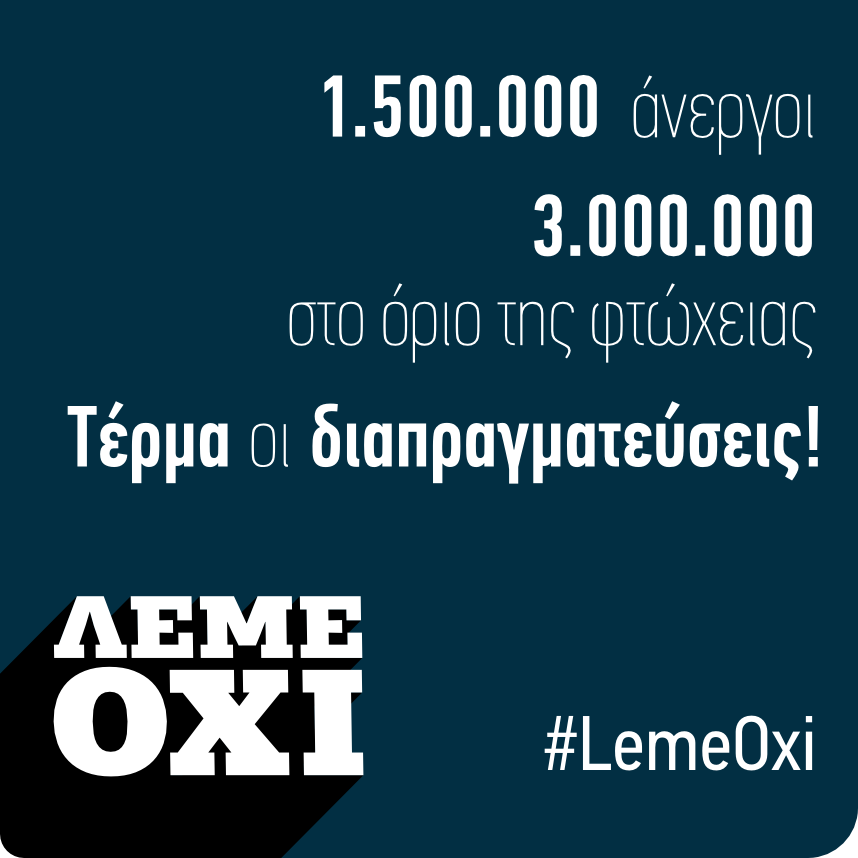 1.500.000 άνεργοι
3.000.000
στο όριο της φτώχειας
Τέρμα οι διαπραγματεύσεις!
ΛΕΜΕ
ΟΧΙ
#LemeOxi